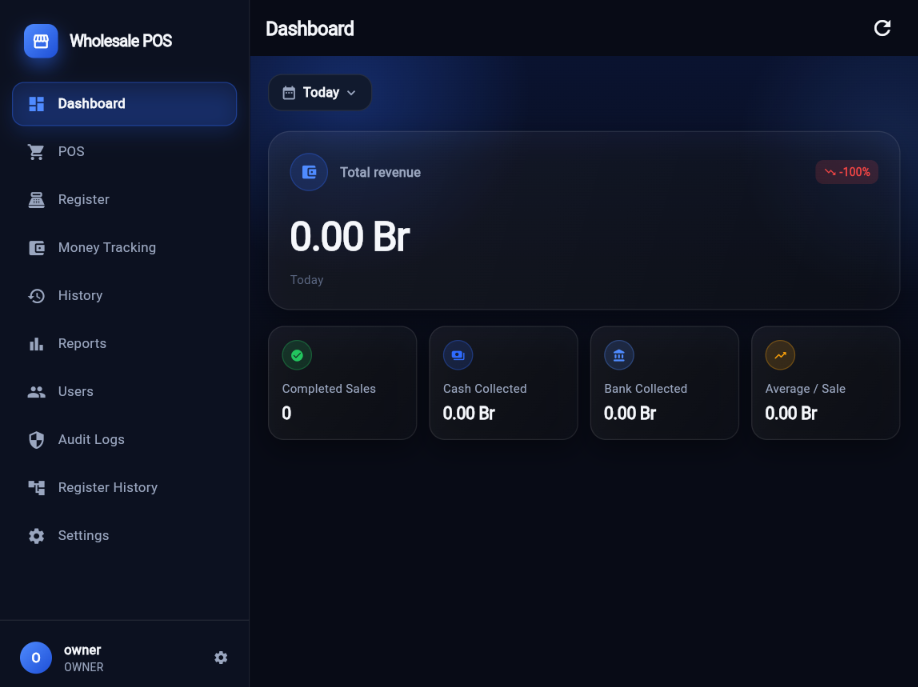 Wholesale POS
Dashboard
POS
Register
Money Tracking
History
Reports
Users
Audit Logs
Register History
Settings
O
owner
OWNER
Dashboard
Today
Total revenue
-100%
0.00 Br
Today
Completed Sales
0
Cash Collected
0.00 Br
Bank Collected
0.00 Br
Average / Sale
0.00 Br